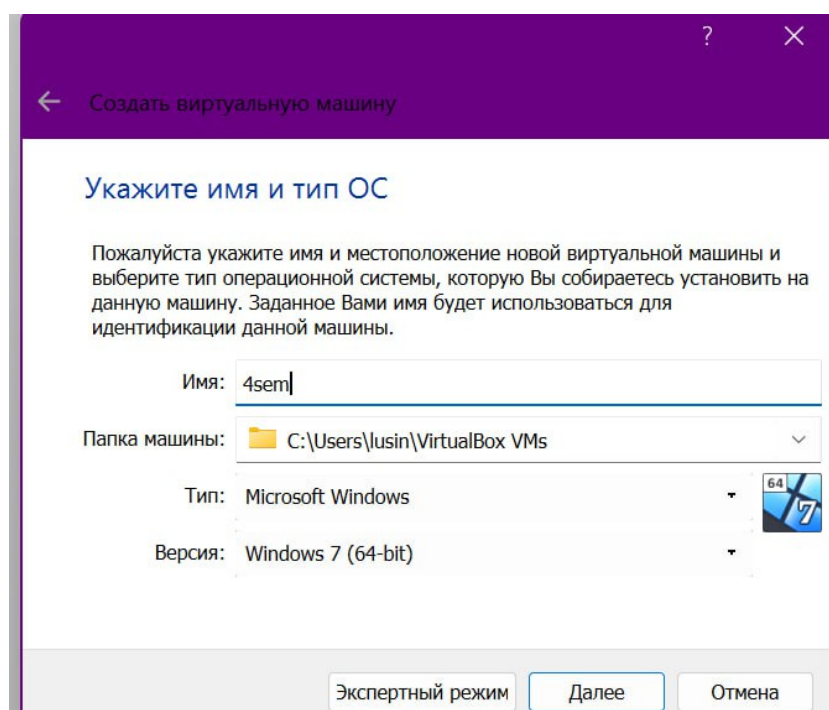 ?
Создать виртуальную машину
Укажите имя и тип ОС
Пожалуйста укажите имя и местоположение новой виртуальной машины и
выберите тип операционной системы, которую Вы собираетесь установить на
данную машину. Заданное Вами имя будет использоваться для
идентификации данной машины.
Имя: 4sem
Папка машины: C:\Users\lusin\VirtualBox VMs
Тип: Microsoft Windows
64
7
Версия: Windows 7 (64-bit)
Экспертный режим Далее Отмена